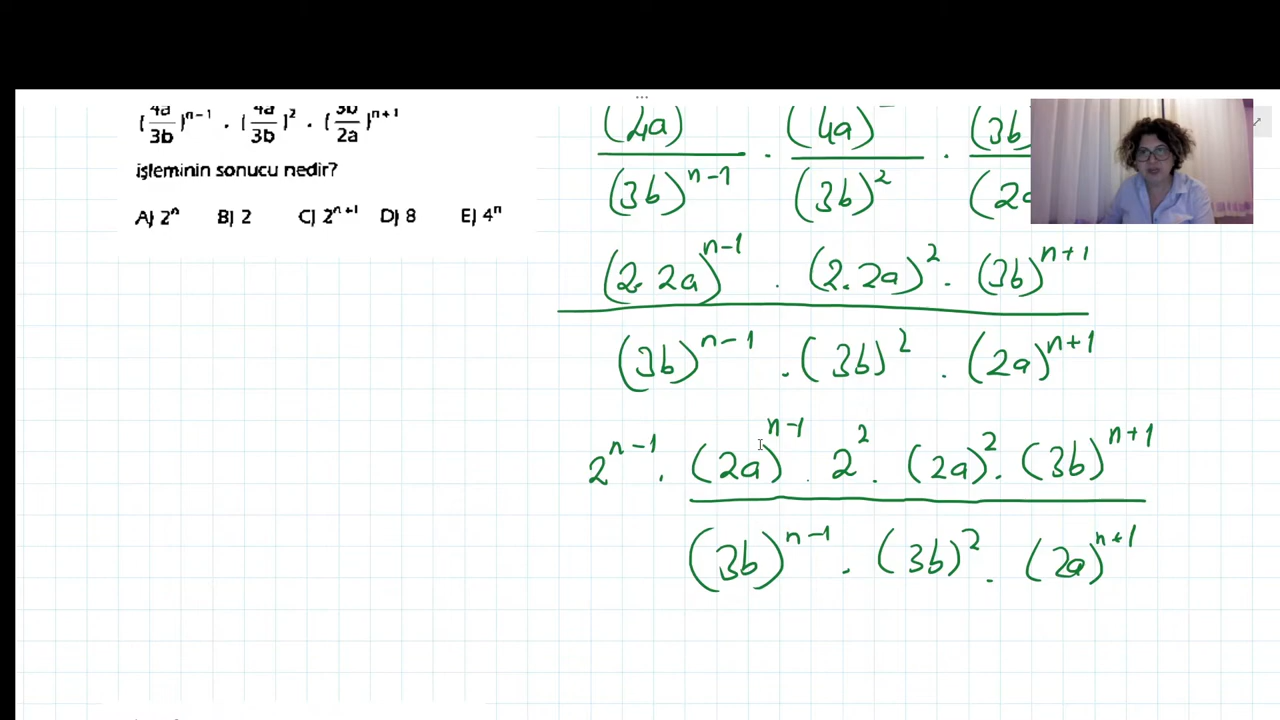 (4a/3b)^{n-1} . (4a/3b)^2 . (3b/2a)^{n+1}
işleminin sonucu nedir?
A) 2^n B) 2 C) 2^{n+1} D) 8 E) 4^n
(4a) . (4a) . (3b)
(3b)^{n-1} . (3b)^2 (2a
(2.2a)^{n-1} . (2.2a)^2 . (3b)^{n+1}
(3b)^{n-1} . (3b)^2 . (2a)^{n+1}
2^{n-1} . (2a)^{n-1} . 2^2 . (2a)^2 . (3b)^{n+1}
(3b)^{n-1} . (3b)^2 . (2a)^{n+1}